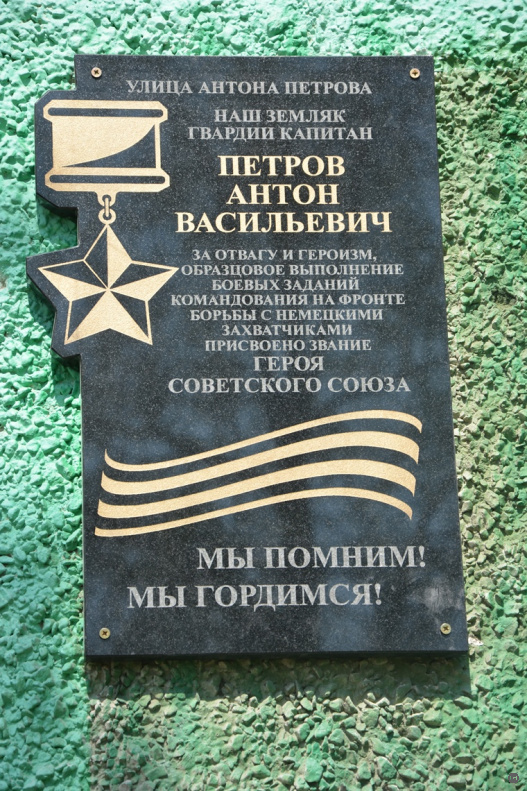 УЛИЦА АНТОНА ПЕТРОВА
НАШ ЗЕМЛЯК
ГВАРДИИ КАПИТАН
ПЕТРОВ
АНТОН
ВАСИЛЬЕВИЧ
ЗА ОТВАГУ И ГЕРОИЗМ,
ОБРАЗЦОВОЕ ВЫПОЛНЕНИЕ
БОЕВЫХ ЗАДАНИЙ
КОМАНДОВАНИЯ НА ФРОНТЕ
БОРЬБЫ С НЕМЕЦКИМИ
ЗАХВАТЧИКАМИ
ПРИСВОЕНО ЗВАНИЕ
ГЕРОЯ
СОВЕТСКОГО СОЮЗА
МЫ ПОМНИМ!
МЫ ГОРДИМСЯ!